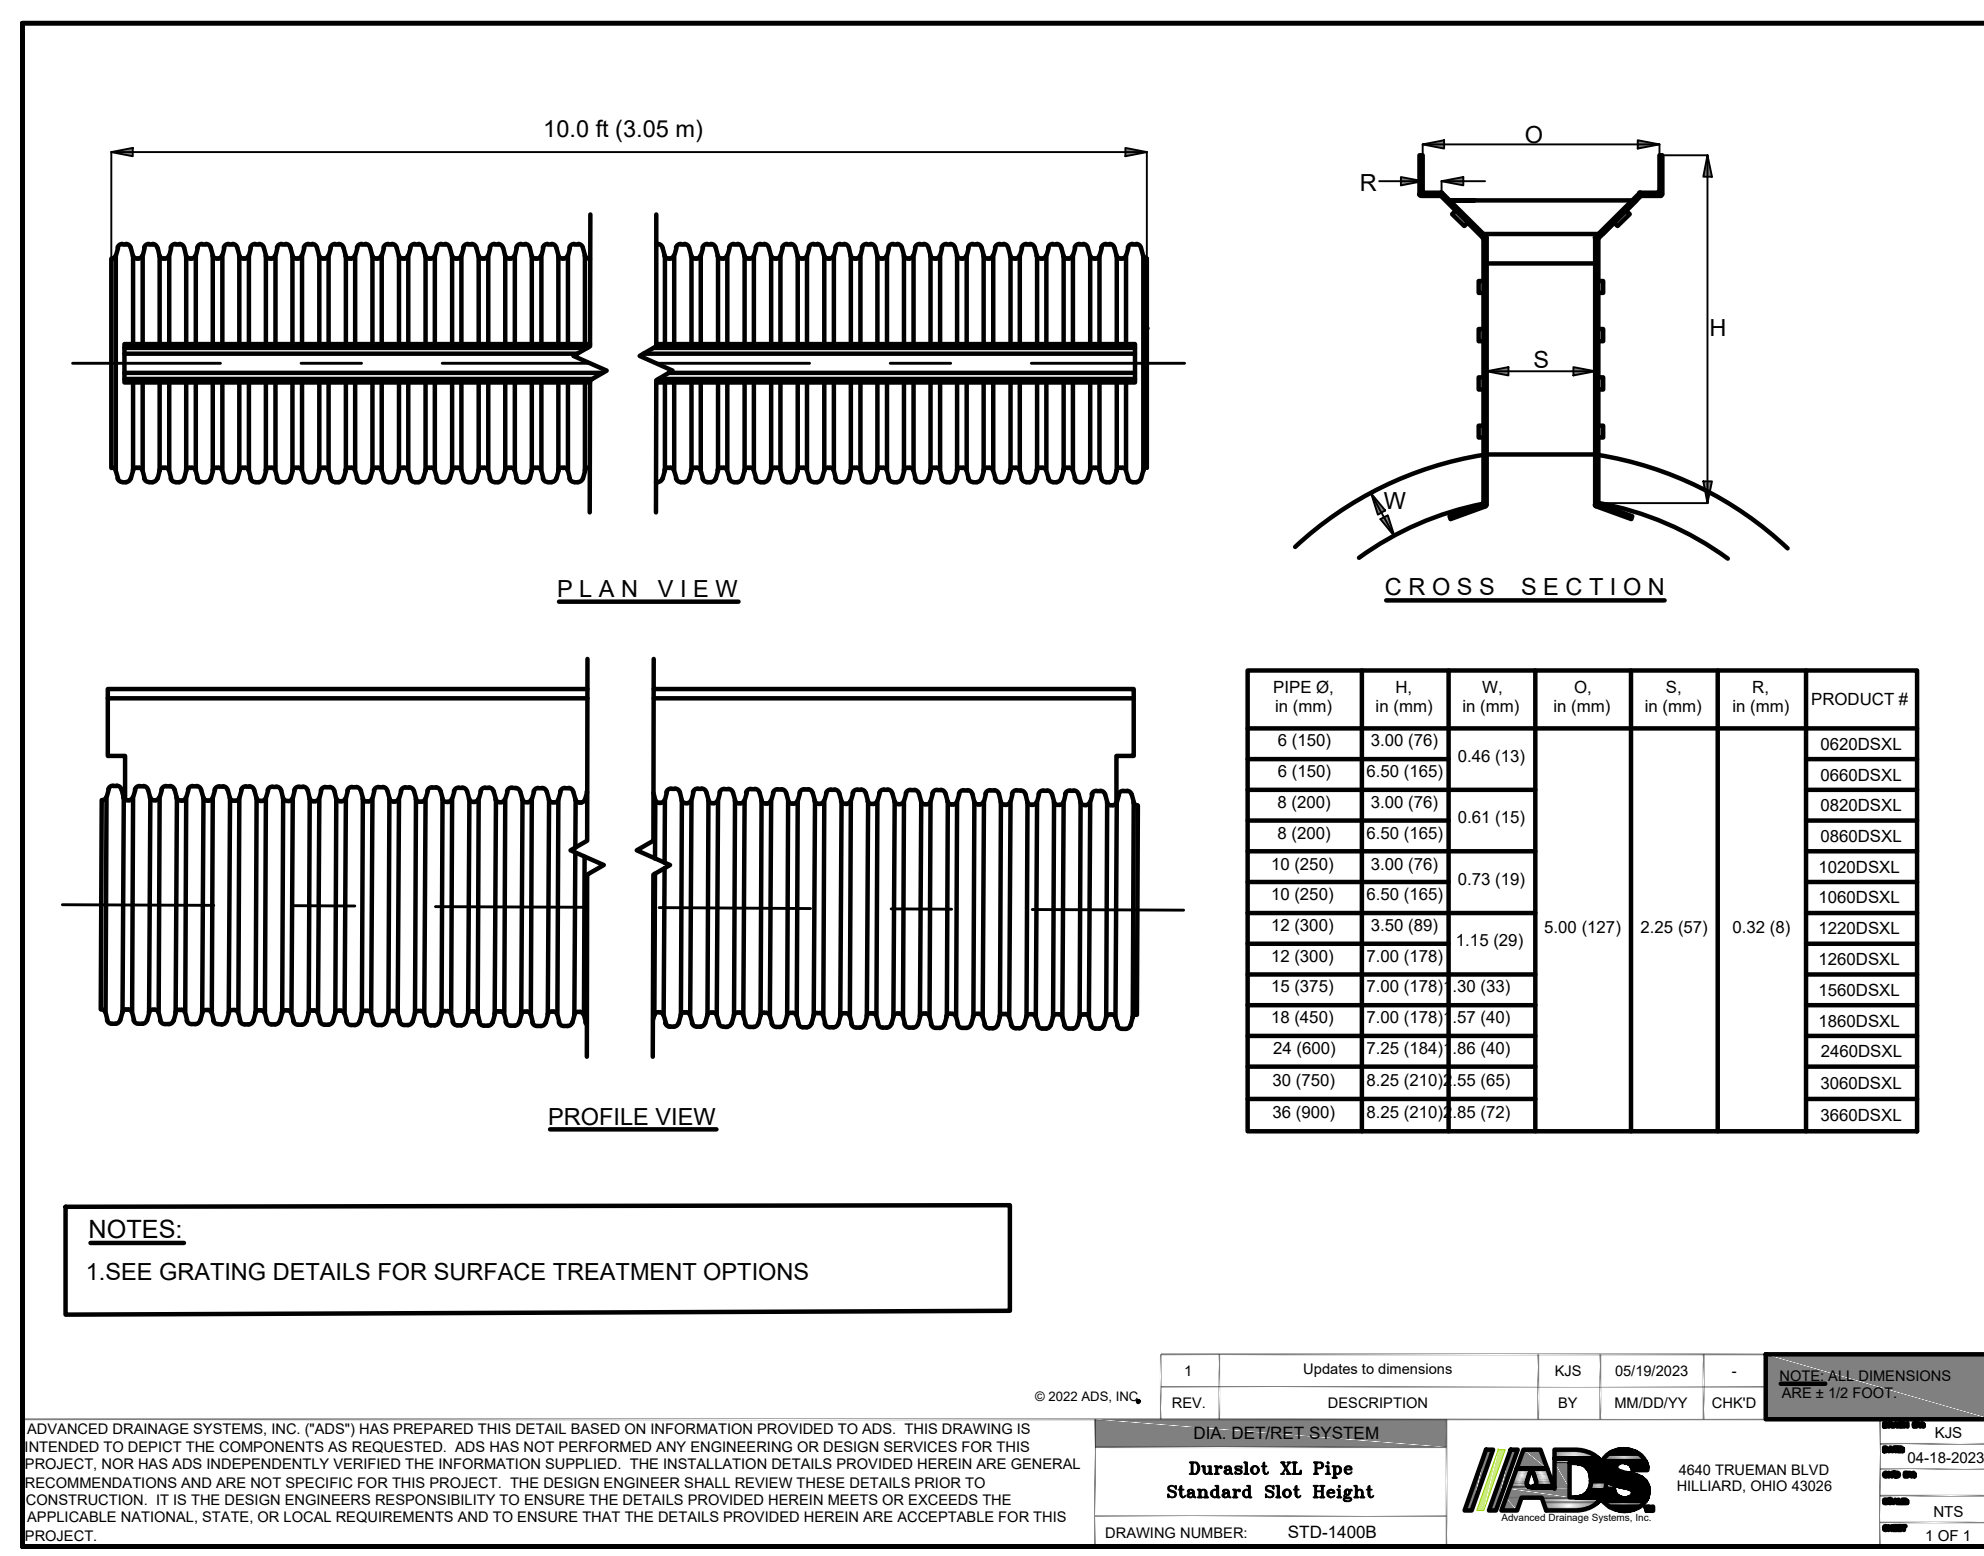 10.0 ft (3.05 m)
O
R
H
S
W
PLAN VIEW
CROSS SECTION
PIPE Ø, in (mm) H, in (mm) W, in (mm) O, in (mm) S, in (mm) R, in (mm) PRODUCT #
6 (150) 3.00 (76) 0.46 (13) 0620DSXL
6 (150) 6.50 (165) 0660DSXL
8 (200) 3.00 (76) 0.61 (15) 0820DSXL
8 (200) 6.50 (165) 0860DSXL
10 (250) 3.00 (76) 0.73 (19) 1020DSXL
10 (250) 6.50 (165) 1060DSXL
12 (300) 3.50 (89) 1.15 (29) 5.00 (127) 2.25 (57) 0.32 (8) 1220DSXL
12 (300) 7.00 (178) 1260DSXL
15 (375) 7.00 (178) 1.30 (33) 1560DSXL
18 (450) 7.00 (178) 1.57 (40) 1860DSXL
24 (600) 7.25 (184) 1.86 (40) 2460DSXL
30 (750) 8.25 (210) 2.55 (65) 3060DSXL
36 (900) 8.25 (210) 2.85 (72) 3660DSXL
PROFILE VIEW
NOTES:
1.SEE GRATING DETAILS FOR SURFACE TREATMENT OPTIONS
1 Updates to dimensions KJS 05/19/2023 -
REV. DESCRIPTION BY MM/DD/YY CHK'D
NOTE: ALL DIMENSIONS
ARE ± 1/2 FOOT.
© 2022 ADS, INC.
ADVANCED DRAINAGE SYSTEMS, INC. ("ADS") HAS PREPARED THIS DETAIL BASED ON INFORMATION PROVIDED TO ADS. THIS DRAWING IS
INTENDED TO DEPICT THE COMPONENTS AS REQUESTED. ADS HAS NOT PERFORMED ANY ENGINEERING OR DESIGN SERVICES FOR THIS
PROJECT, NOR HAS ADS INDEPENDENTLY VERIFIED THE INFORMATION SUPPLIED. THE INSTALLATION DETAILS PROVIDED HEREIN ARE GENERAL
RECOMMENDATIONS AND ARE NOT SPECIFIC FOR THIS PROJECT. THE DESIGN ENGINEER SHALL REVIEW THESE DETAILS PRIOR TO
CONSTRUCTION. IT IS THE DESIGN ENGINEERS RESPONSIBILITY TO ENSURE THE DETAILS PROVIDED HEREIN MEETS OR EXCEEDS THE
APPLICABLE NATIONAL, STATE, OR LOCAL REQUIREMENTS AND TO ENSURE THAT THE DETAILS PROVIDED HEREIN ARE ACCEPTABLE FOR THIS
PROJECT.
DIA. DET/RET SYSTEM
Duraslot XL Pipe
Standard Slot Height
DRAWING NUMBER: STD-1400B
ADS
Advanced Drainage Systems, Inc.
4640 TRUEMAN BLVD
HILLIARD, OHIO 43026
KJS
04-18-2023
NTS
1 OF 1